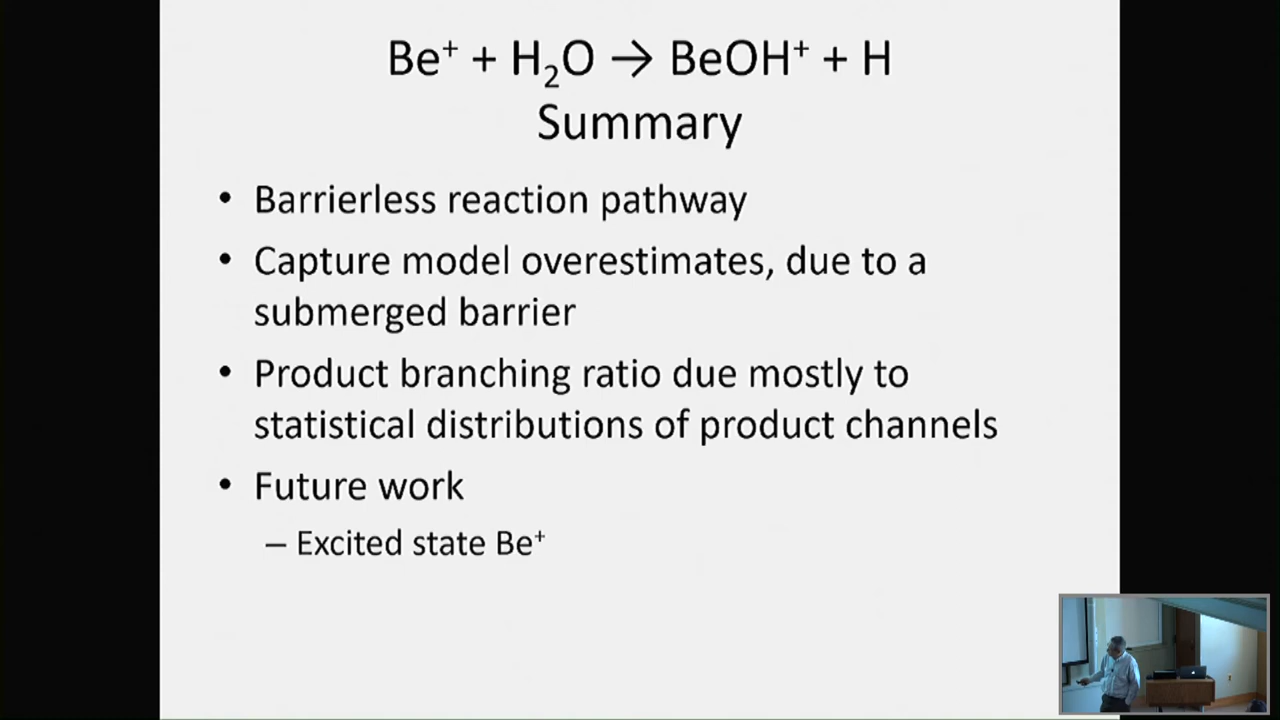 Be⁺ + H₂O → BeOH⁺ + H
Summary
• Barrierless reaction pathway
• Capture model overestimates, due to a
submerged barrier
• Product branching ratio due mostly to
statistical distributions of product channels
• Future work
– Excited state Be⁺